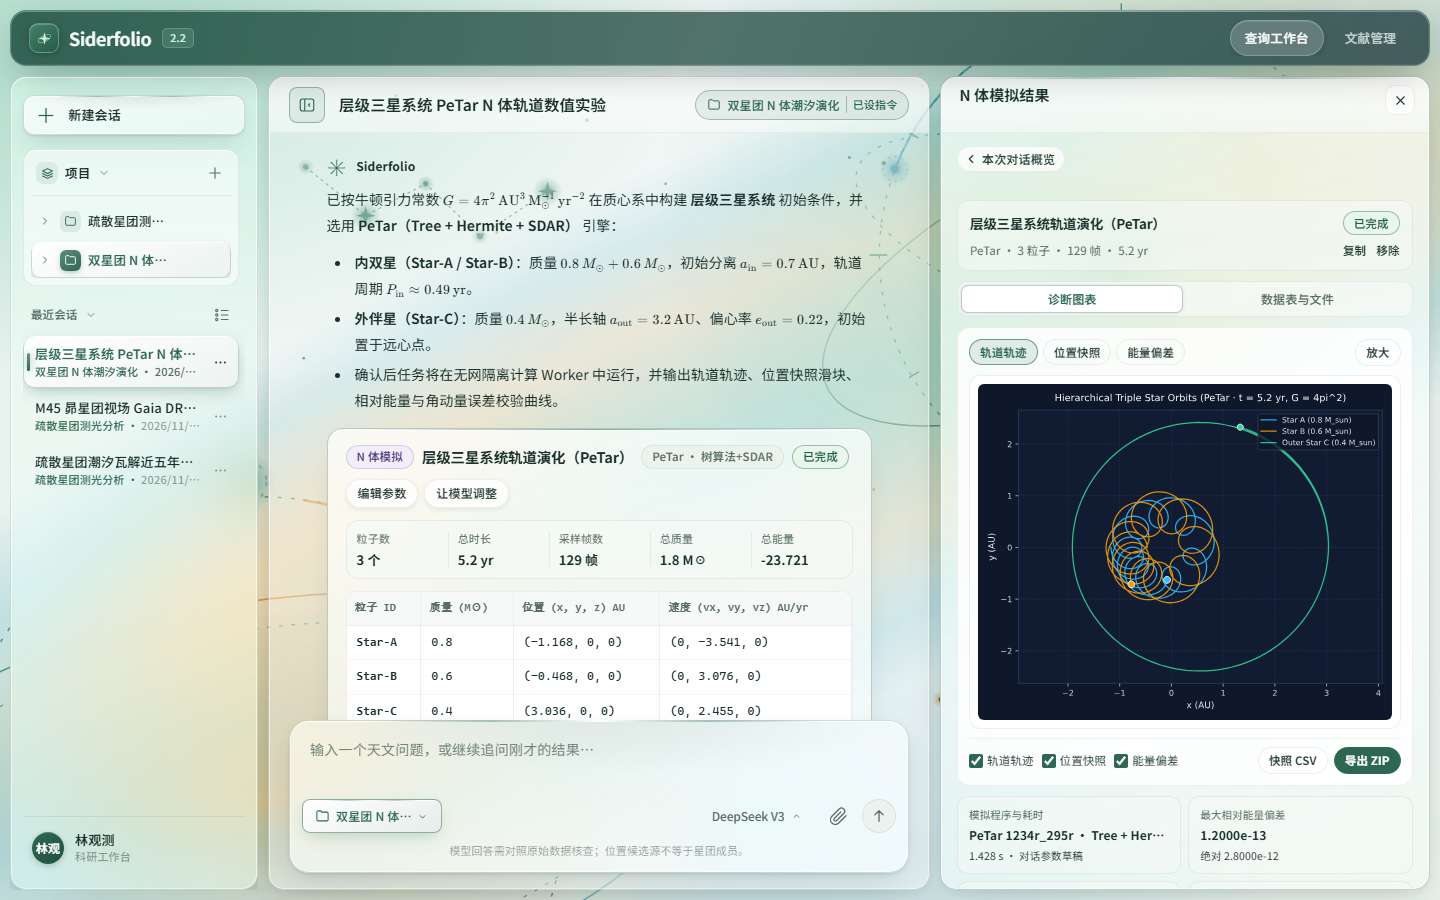 Siderfolio 2.2
查询工作台
文献管理
新建会话
项目
疏散星团测…
双星团 N 体…
最近会话
层级三星系统 PeTar N 体…
双星团 N 体潮汐演化 • 2026/…
M45 昴星团视场 Gaia DR…
疏散星团测光分析 • 2026/11/…
疏散星团潮汐瓦解近五年…
疏散星团测光分析 • 2026/11/…
林观
林观测
科研工作台
层级三星系统 PeTar N 体轨道数值实验
双星团 N 体潮汐演化 已设指令
Siderfolio
已按牛顿引力常数 G = 4π² AU³ M⊙⁻¹ yr⁻² 在质心系中构建 层级三星系统 初始条件，并
选用 PeTar（Tree + Hermite + SDAR） 引擎：
内双星（Star-A / Star-B）：质量 0.8 M⊙ + 0.6 M⊙，初始分离 a_in = 0.7 AU，轨道
周期 P_in ≈ 0.49 yr。
外伴星（Star-C）：质量 0.4 M⊙，半长轴 a_out = 3.2 AU、偏心率 e_out = 0.22，初始
置于远心点。
确认后任务将在无网隔离计算 Worker 中运行，并输出轨道轨迹、位置快照滑块、
相对能量与角动量误差校验曲线。
N 体模拟 层级三星系统轨道演化（PeTar） PeTar • 树算法+SDAR 已完成
编辑参数 让模型调整
粒子数 总时长 采样帧数 总质量 总能量
3 个 5.2 yr 129 帧 1.8 M⊙ -23.721
粒子 ID 质量 (M⊙) 位置 (x, y, z) AU 速度 (vx, vy, vz) AU/yr
Star-A 0.8 (−1.168, 0, 0) (0, −3.541, 0)
Star-B 0.6 (−0.468, 0, 0) (0, 3.076, 0)
Star-C 0.4 (3.036, 0, 0) (0, 2.455, 0)
输入一个天文问题，或继续追问刚才的结果…
双星团 N 体…
DeepSeek V3
模型回答需对照原始数据核查；位置候选源不等于星团成员。
N 体模拟结果
本次对话概览
层级三星系统轨道演化（PeTar） 已完成
PeTar • 3 粒子 • 129 帧 • 5.2 yr 复制 移除
诊断图表 数据表与文件
轨道轨迹 位置快照 能量偏差 放大
Hierarchical Triple Star Orbits (PeTar · t = 5.2 yr, G = 4pi^2)
Star A (0.8 M_sun)
Star B (0.6 M_sun)
Outer Star C (0.4 M_sun)
2
1
0
−1
−2
y (AU)
−2 −1 0 1 2 3 4
x (AU)
轨道轨迹 位置快照 能量偏差 快照 CSV 导出 ZIP
模拟程序与耗时
PeTar 1234r_295r • Tree + Her…
1.428 s • 对话参数草稿
最大相对能量偏差
1.2000e-13
绝对 2.8000e-12